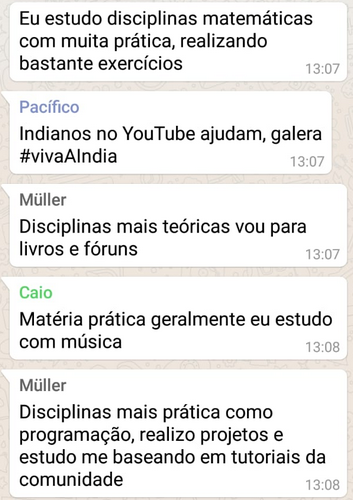 Eu estudo disciplinas matemáticas
com muita prática, realizando
bastante exercícios
13:07
Pacífico
Indianos no YouTube ajudam, galera
#vivaAIndia
13:07
Müller
Disciplinas mais teóricas vou para
livros e fóruns
13:07
Caio
Matéria prática geralmente eu estudo
com música
13:08
Müller
Disciplinas mais prática como
programação, realizo projetos e
estudo me baseando em tutoriais da
comunidade
13:08